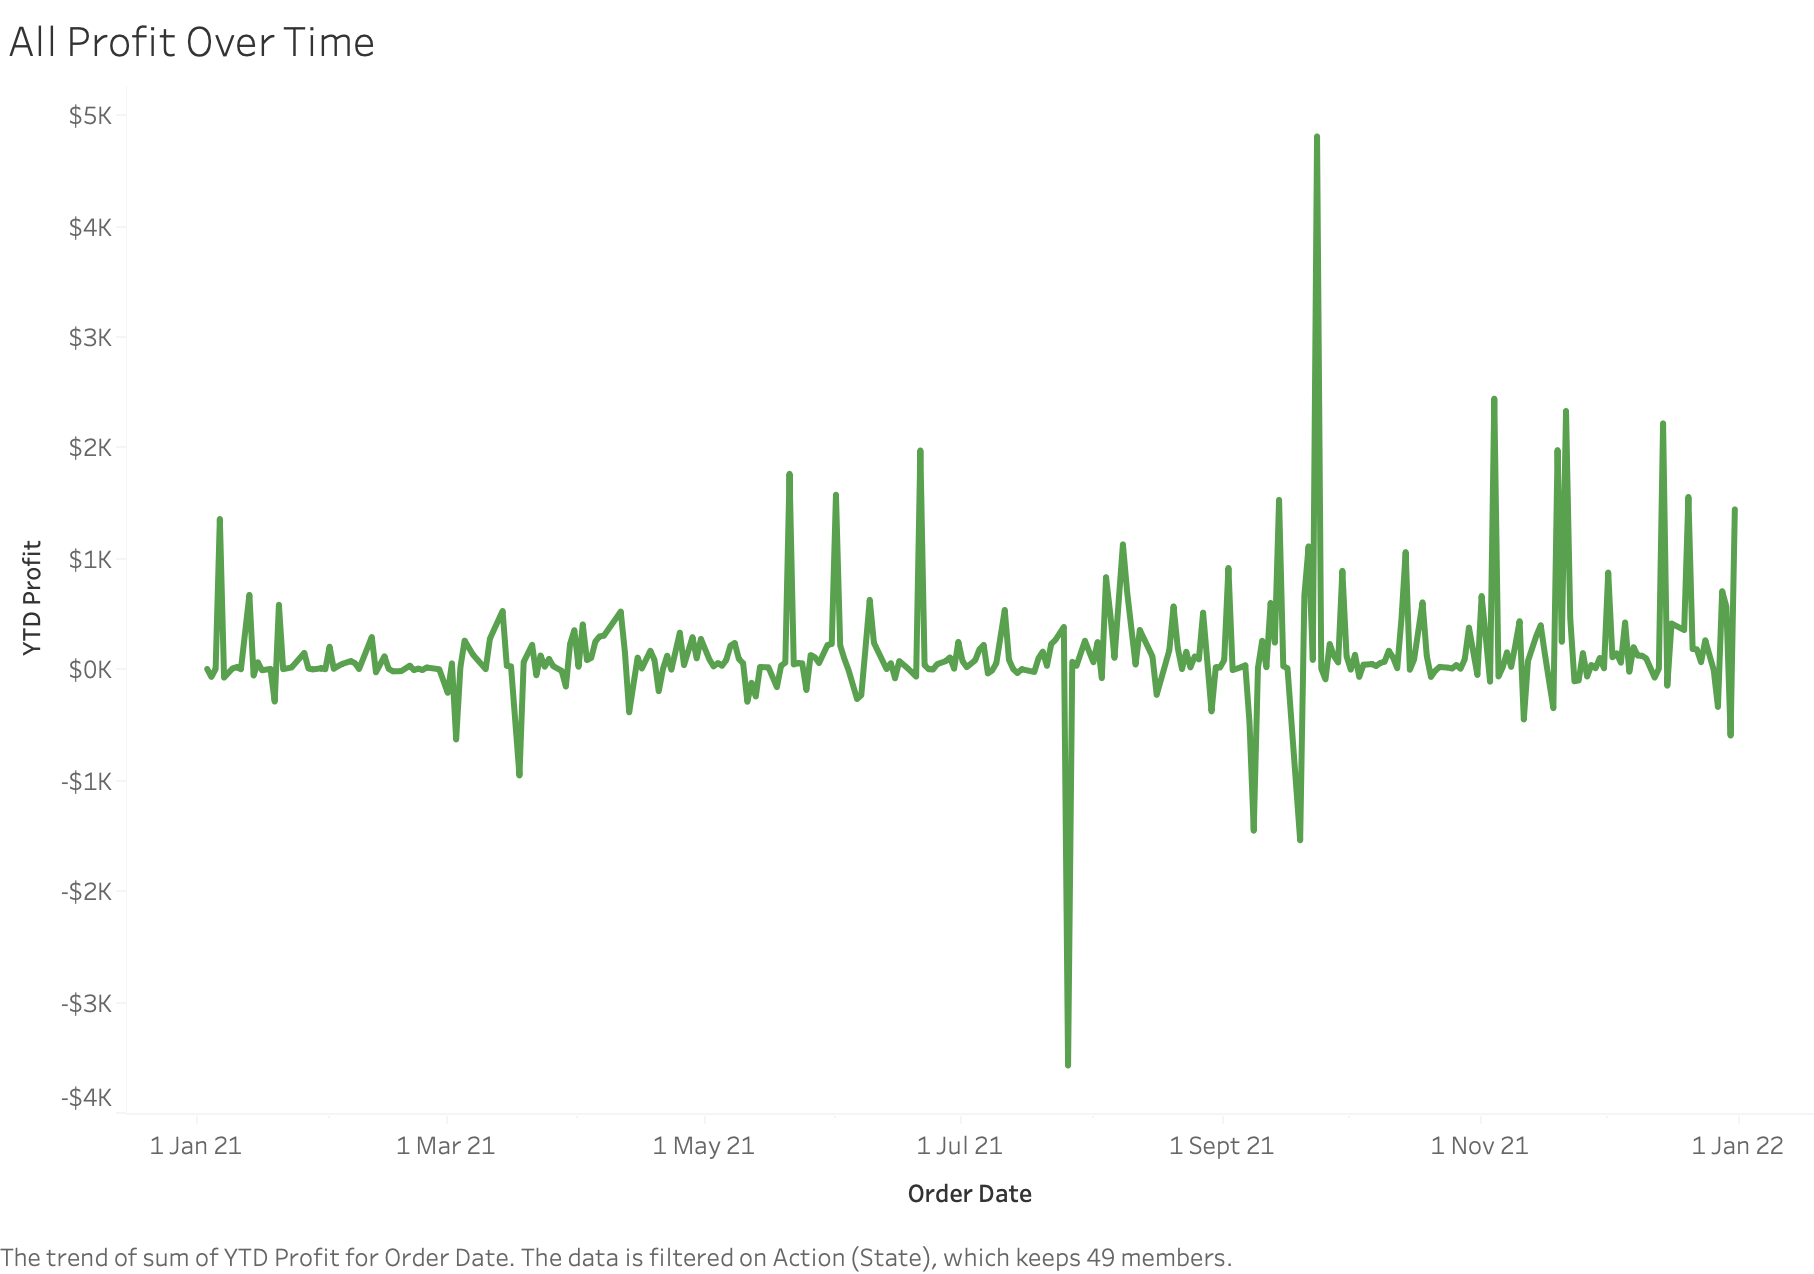 All Profit Over Time
$5K
$4K
$3K
$2K
$1K
$0K
-$1K
-$2K
-$3K
-$4K
YTD Profit
1 Jan 21
1 Mar 21
1 May 21
1 Jul 21
1 Sept 21
1 Nov 21
1 Jan 22
Order Date
The trend of sum of YTD Profit for Order Date. The data is filtered on Action (State), which keeps 49 members.